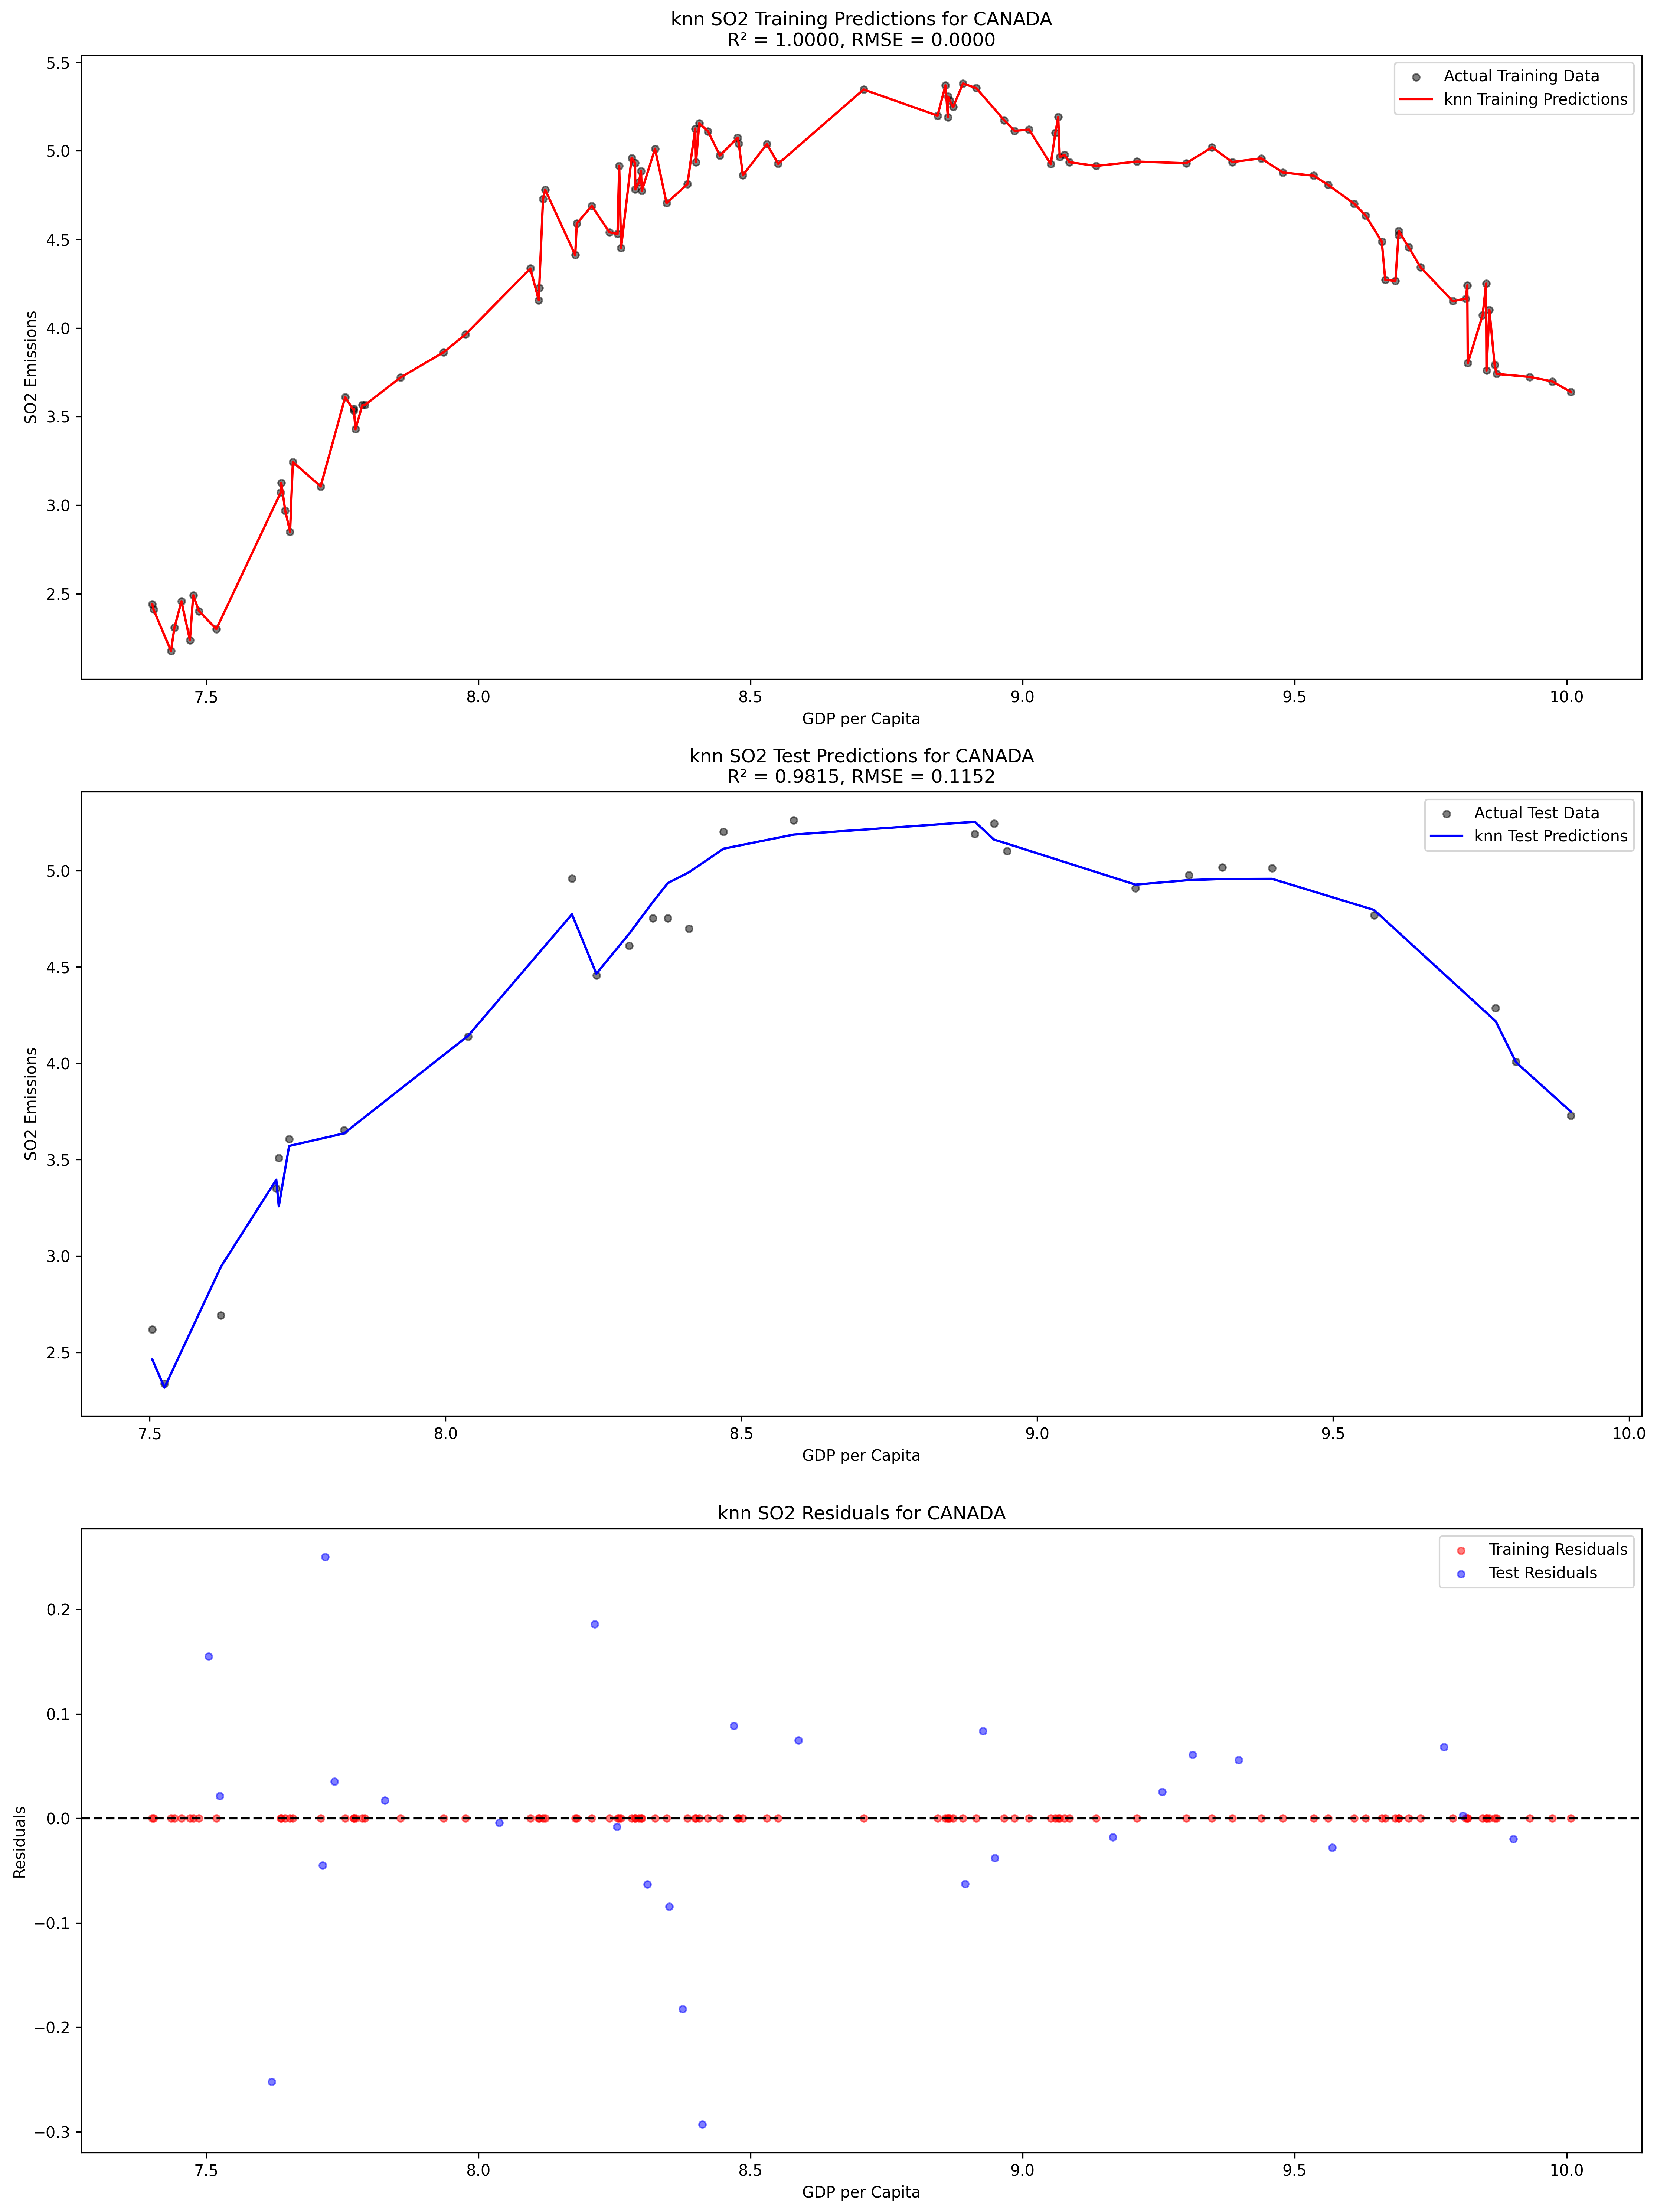 knn SO2 Training Predictions for CANADA
R² = 1.0000, RMSE = 0.0000
Actual Training Data
knn Training Predictions
SO2 Emissions
5.5
5.0
4.5
4.0
3.5
3.0
2.5
7.5 8.0 8.5 9.0 9.5 10.0
GDP per Capita
knn SO2 Test Predictions for CANADA
R² = 0.9815, RMSE = 0.1152
Actual Test Data
knn Test Predictions
SO2 Emissions
5.0
4.5
4.0
3.5
3.0
2.5
7.5 8.0 8.5 9.0 9.5 10.0
GDP per Capita
knn SO2 Residuals for CANADA
Training Residuals
Test Residuals
Residuals
0.2
0.1
0.0
−0.1
−0.2
−0.3
7.5 8.0 8.5 9.0 9.5 10.0
GDP per Capita